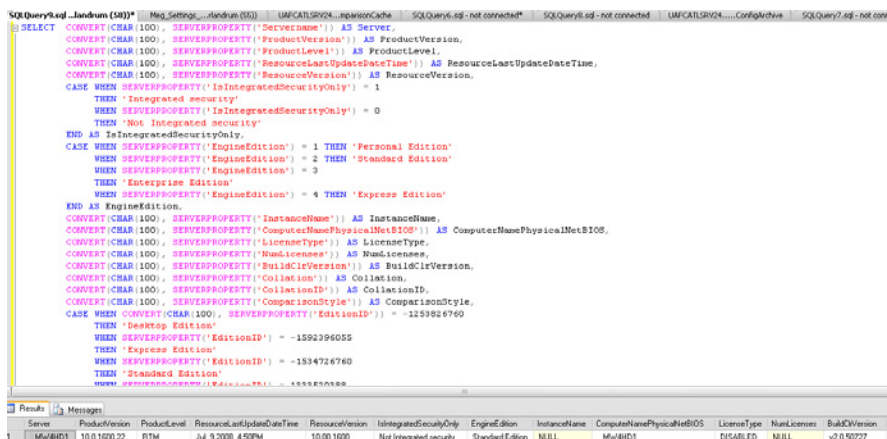 SQLQuery9.sql ...landrum (58))* Meg_Settings_...rlandrum (55)) UAFCATLSRV24...mparisonCache SQLQuery6.sql - not connected* SQLQuery8.sql - not connected UAFCATLSRV24......ConfigArchive SQLQuery7.sql - not con
SELECT CONVERT(CHAR(100), SERVERPROPERTY('Servername')) AS Server,
CONVERT(CHAR(100), SERVERPROPERTY('ProductVersion')) AS ProductVersion,
CONVERT(CHAR(100), SERVERPROPERTY('ProductLevel')) AS ProductLevel,
CONVERT(CHAR(100), SERVERPROPERTY('ResourceLastUpdateDateTime')) AS ResourceLastUpdateDateTime,
CONVERT(CHAR(100), SERVERPROPERTY('ResourceVersion')) AS ResourceVersion,
CASE WHEN SERVERPROPERTY('IsIntegratedSecurityOnly') = 1
THEN 'Integrated security'
WHEN SERVERPROPERTY('IsIntegratedSecurityOnly') = 0
THEN 'Not Integrated security'
END AS IsIntegratedSecurityOnly,
CASE WHEN SERVERPROPERTY('EngineEdition') = 1 THEN 'Personal Edition'
WHEN SERVERPROPERTY('EngineEdition') = 2 THEN 'Standard Edition'
WHEN SERVERPROPERTY('EngineEdition') = 3
THEN 'Enterprise Edition'
WHEN SERVERPROPERTY('EngineEdition') = 4 THEN 'Express Edition'
END AS EngineEdition,
CONVERT(CHAR(100), SERVERPROPERTY('InstanceName')) AS InstanceName,
CONVERT(CHAR(100), SERVERPROPERTY('ComputerNamePhysicalNetBIOS')) AS ComputerNamePhysicalNetBIOS,
CONVERT(CHAR(100), SERVERPROPERTY('LicenseType')) AS LicenseType,
CONVERT(CHAR(100), SERVERPROPERTY('NumLicenses')) AS NumLicenses,
CONVERT(CHAR(100), SERVERPROPERTY('BuildClrVersion')) AS BuildClrVersion,
CONVERT(CHAR(100), SERVERPROPERTY('Collation')) AS Collation,
CONVERT(CHAR(100), SERVERPROPERTY('CollationID')) AS CollationID,
CONVERT(CHAR(100), SERVERPROPERTY('ComparisonStyle')) AS ComparisonStyle,
CASE WHEN CONVERT(CHAR(100), SERVERPROPERTY('EditionID')) = -1253826760
THEN 'Desktop Edition'
WHEN SERVERPROPERTY('EditionID') = -1592396055
THEN 'Express Edition'
WHEN SERVERPROPERTY('EditionID') = -1534726760
THEN 'Standard Edition'
WHEN SERVERPROPERTY('EditionID') =
Results Messages
Server ProductVersion ProductLevel ResourceLastUpdateDateTime ResourceVersion IsIntegratedSecurityOnly EngineEdition InstanceName ComputerNamePhysicalNetBIOS LicenseType NumLicenses BuildClrVersion
1 MW4HD1 10.0.1600.22 RTM Jul 9 2008 4:50PM 10.00.1600 Not Integrated security Standard Edition NULL MW4HD1 DISABLED NULL v2.0.50727